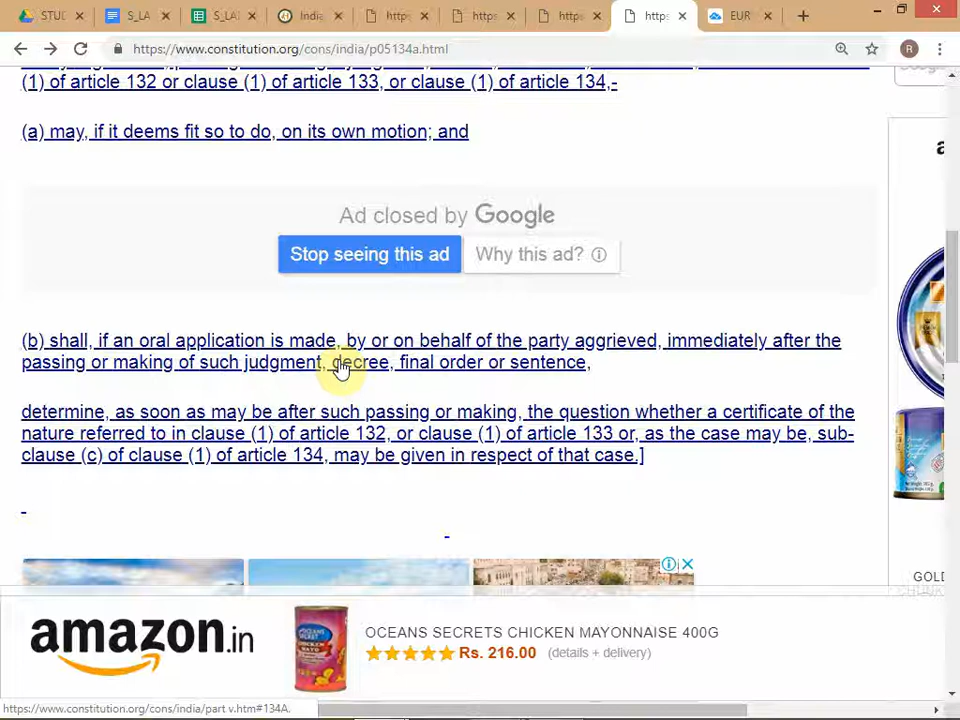 STUD
S_LA
S_LAI
India
https
https
https
https
EUR
https://www.constitution.org/cons/india/p05134a.html
R
(1) of article 132 or clause (1) of article 133, or clause (1) of article 134,-
(a) may, if it deems fit so to do, on its own motion; and
Ad closed by Google
Stop seeing this ad
Why this ad?
(b) shall, if an oral application is made, by or on behalf of the party aggrieved, immediately after the
passing or making of such judgment, decree, final order or sentence,
determine, as soon as may be after such passing or making, the question whether a certificate of the
nature referred to in clause (1) of article 132, or clause (1) of article 133 or, as the case may be, sub-
clause (c) of clause (1) of article 134, may be given in respect of that case.]
a
GOLD
amazon.in
OCEANS SECRETS CHICKEN MAYONNAISE 400G
Rs. 216.00 (details + delivery)
https://www.constitution.org/cons/india/part v.htm#134A.